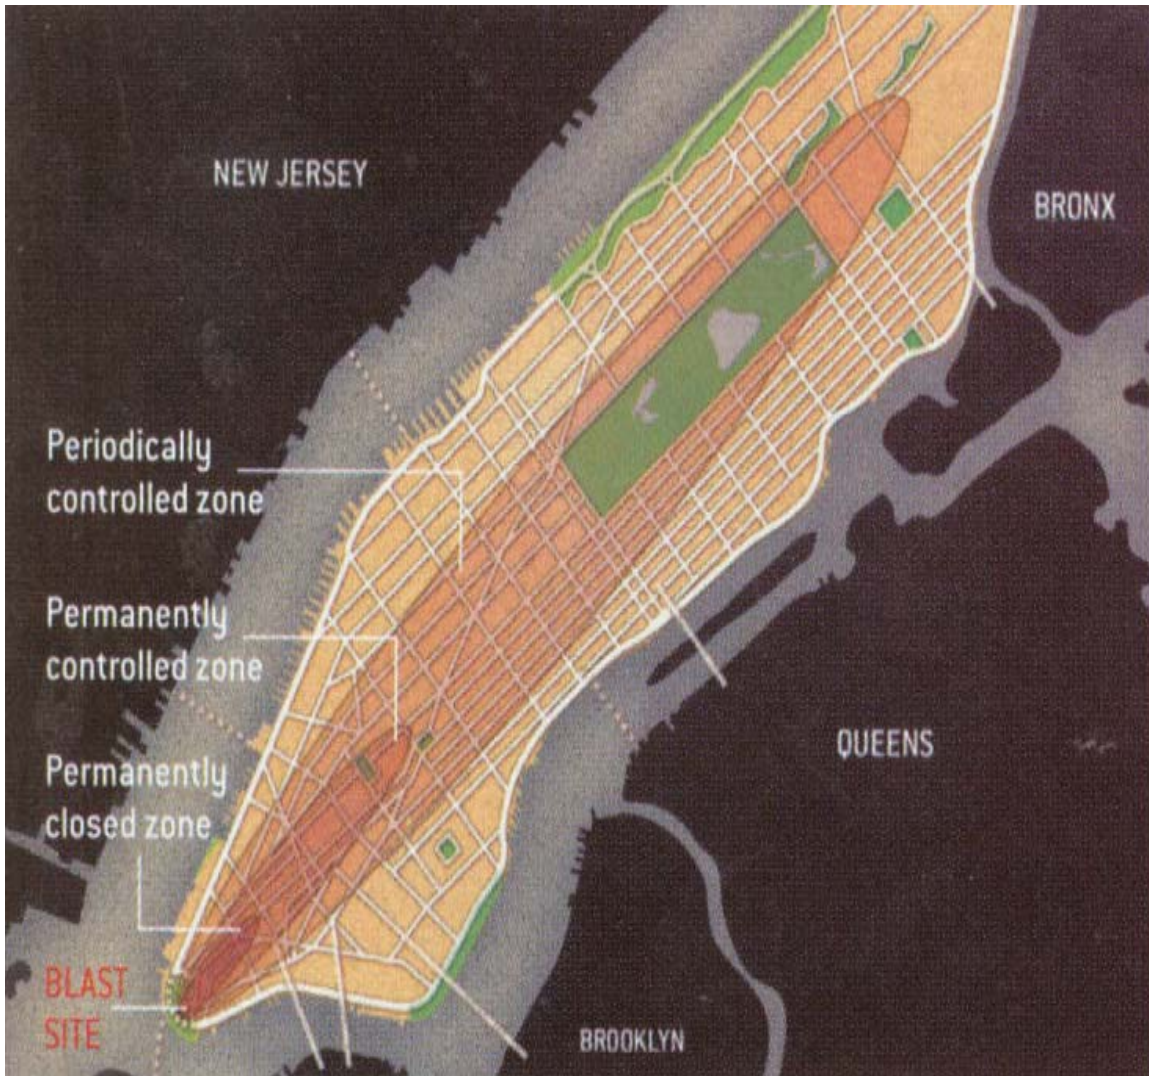 NEW JERSEY
BRONX
Periodically
controlled zone
Permanently
controlled zone
QUEENS
Permanently
closed zone
BLAST
SITE
BROOKLYN